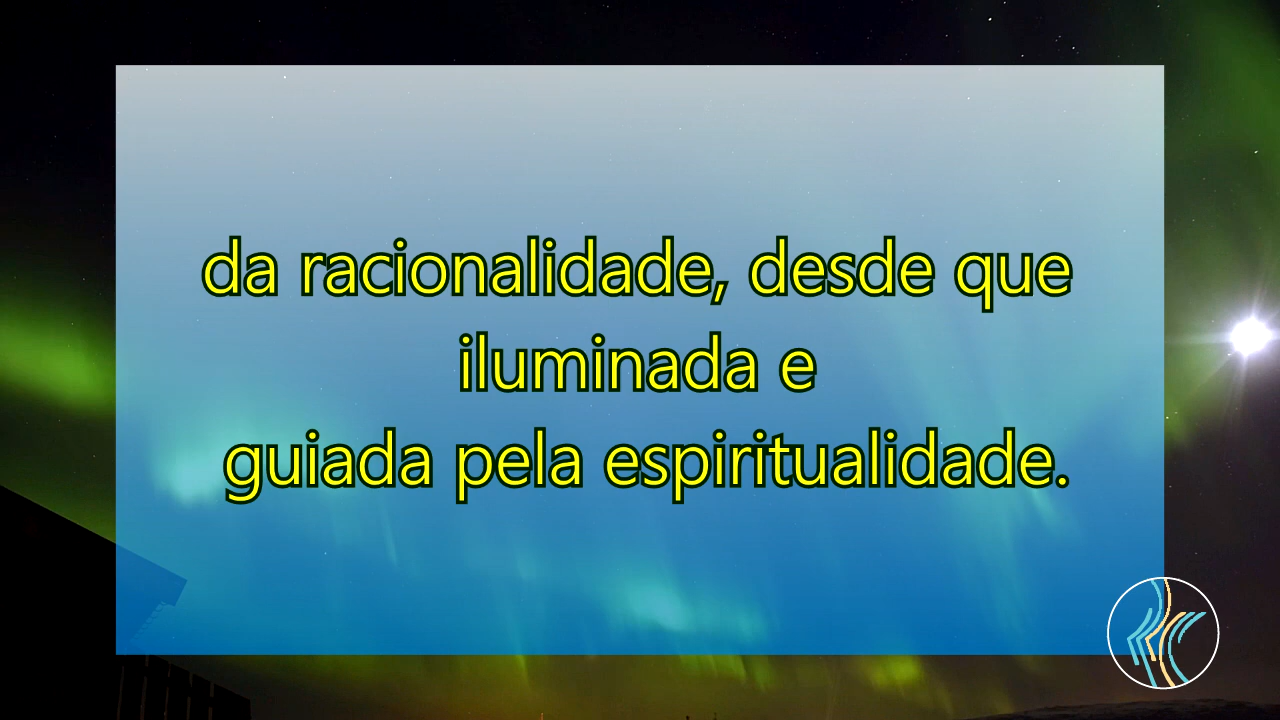 da racionalidade, desde que
iluminada e
guiada pela espiritualidade.